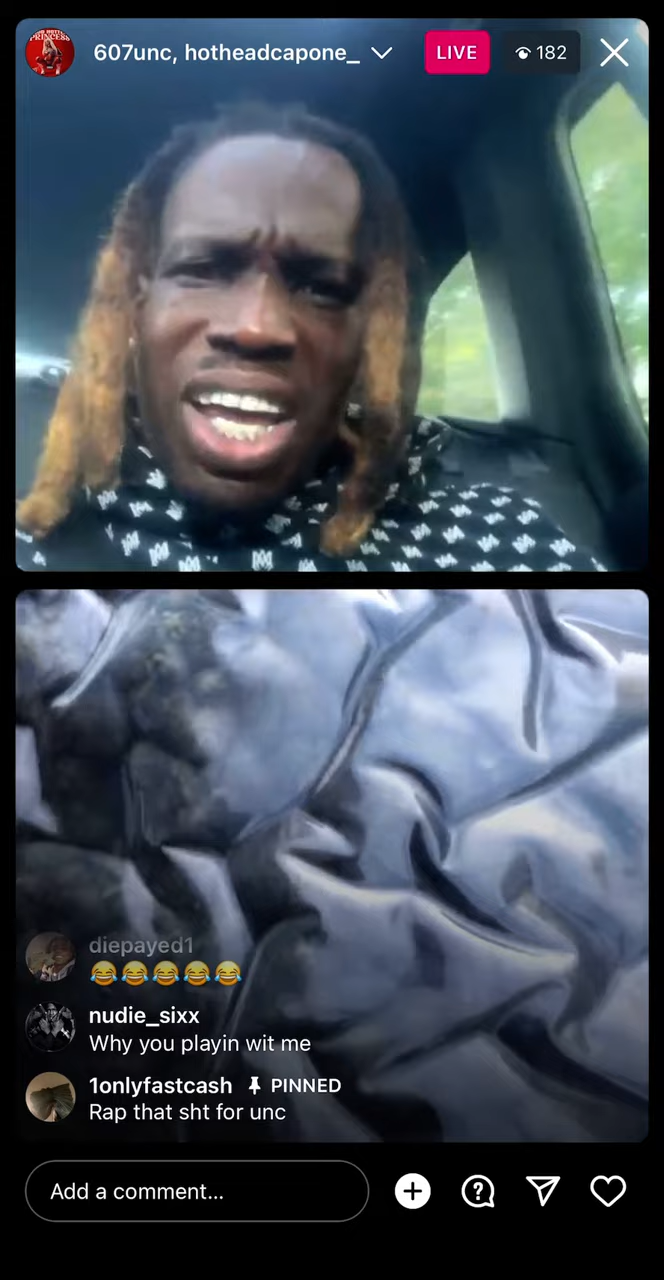 607unc, hotheadcapone_
LIVE
182
diepayed1
😂😂😂😂😂
nudie_sixx
Why you playin wit me
1onlyfastcash PINNED
Rap that sht for unc
Add a comment...